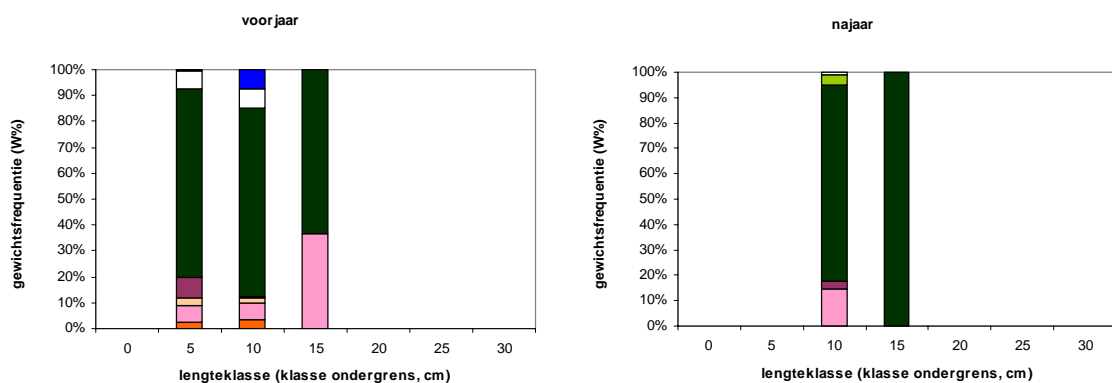 voorjaar
100%
90%
80%
70%
60%
50%
40%
30%
20%
10%
0%
gewichtsfrequentie (W%)
0 5 10 15 20 25 30
lengteklasse (klasse ondergrens, cm)
najaar
100%
90%
80%
70%
60%
50%
40%
30%
20%
10%
0%
gewichtsfrequentie (W%)
0 5 10 15 20 25 30
lengteklasse (klasse ondergrens, cm)